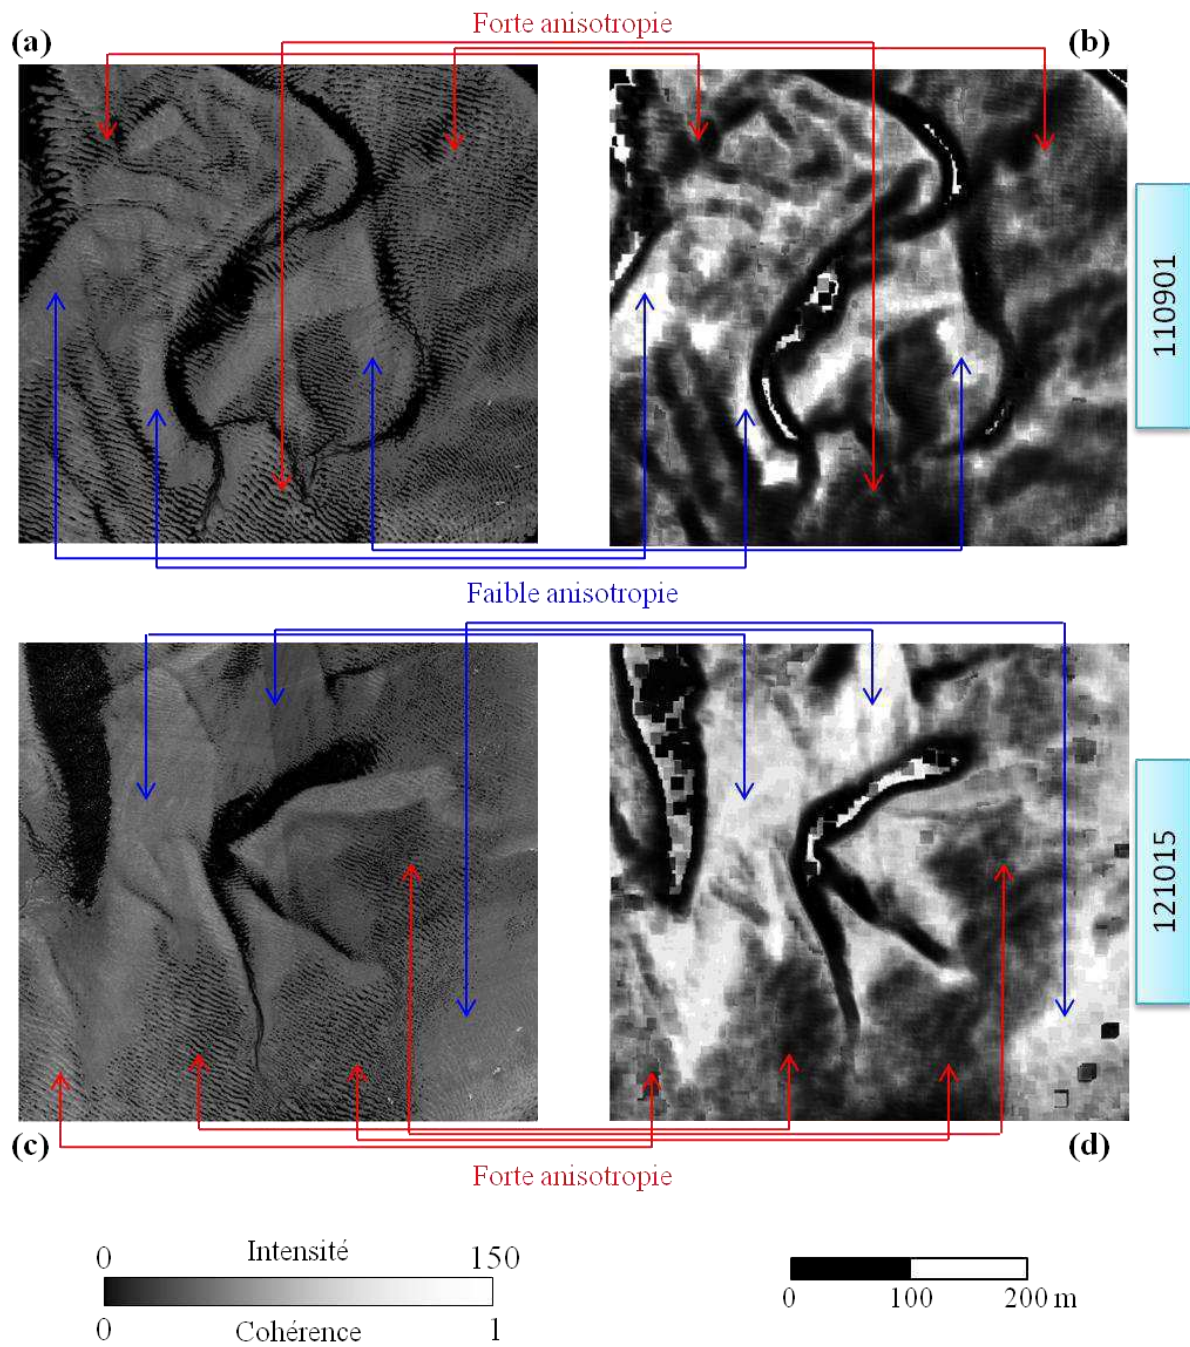 Forte anisotropie
(a)
(b)
110901
Faible anisotropie
121015
(c)
(d)
Forte anisotropie
0 Intensité 150
0 Cohérence 1
0 100 200 m